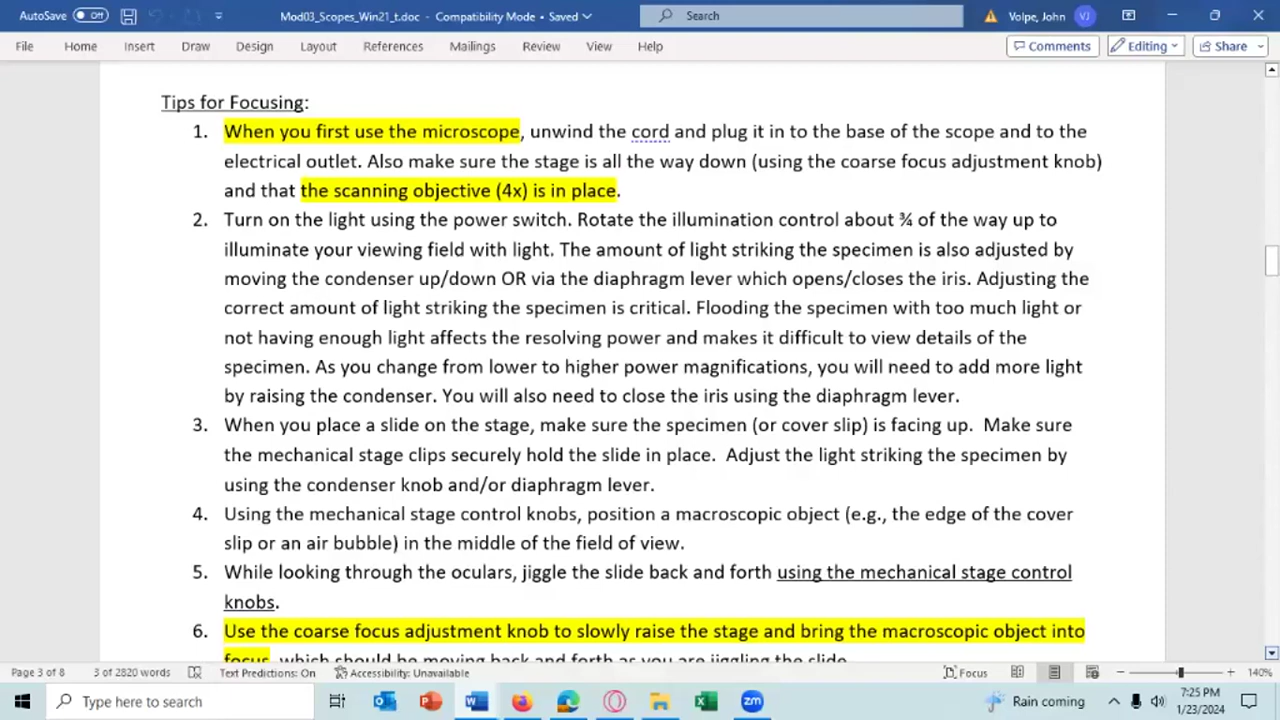 AutoSave Off Mod03_Scopes_Win21_t.doc - Compatibility Mode • Saved Search Volpe, John VJ
File Home Insert Draw Design Layout References Mailings Review View Help Comments Editing Share
Tips for Focusing:
1. When you first use the microscope, unwind the cord and plug it in to the base of the scope and to the
electrical outlet. Also make sure the stage is all the way down (using the coarse focus adjustment knob)
and that the scanning objective (4x) is in place.
2. Turn on the light using the power switch. Rotate the illumination control about ¾ of the way up to
illuminate your viewing field with light. The amount of light striking the specimen is also adjusted by
moving the condenser up/down OR via the diaphragm lever which opens/closes the iris. Adjusting the
correct amount of light striking the specimen is critical. Flooding the specimen with too much light or
not having enough light affects the resolving power and makes it difficult to view details of the
specimen. As you change from lower to higher power magnifications, you will need to add more light
by raising the condenser. You will also need to close the iris using the diaphragm lever.
3. When you place a slide on the stage, make sure the specimen (or cover slip) is facing up. Make sure
the mechanical stage clips securely hold the slide in place. Adjust the light striking the specimen by
using the condenser knob and/or diaphragm lever.
4. Using the mechanical stage control knobs, position a macroscopic object (e.g., the edge of the cover
slip or an air bubble) in the middle of the field of view.
5. While looking through the oculars, jiggle the slide back and forth using the mechanical stage control
knobs.
6. Use the coarse focus adjustment knob to slowly raise the stage and bring the macroscopic object into
focus, which should be moving back and forth as you are jiggling the slide.
Page 3 of 8 3 of 2820 words Text Predictions: On Accessibility: Unavailable Focus 140%
Type here to search Rain coming 7:25 PM
1/23/2024